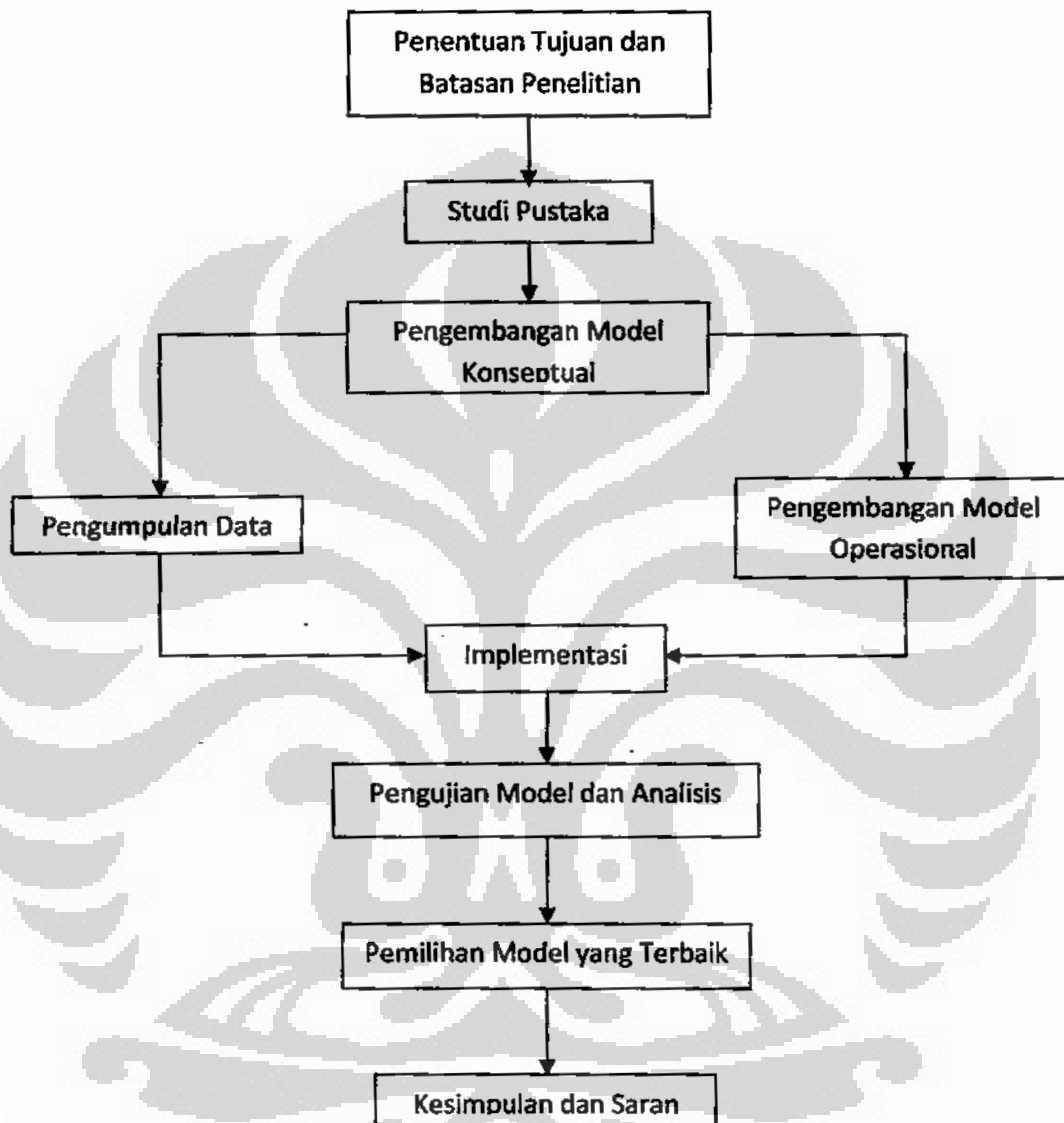 Penentuan Tujuan dan
Batasan Penelitian
Studi Pustaka
Pengembangan Model
Konseptual
Pengumpulan Data
Pengembangan Model
Operasional
Implementasi
Pengujian Model dan Analisis
Pemilihan Model yang Terbaik
Kesimpulan dan Saran